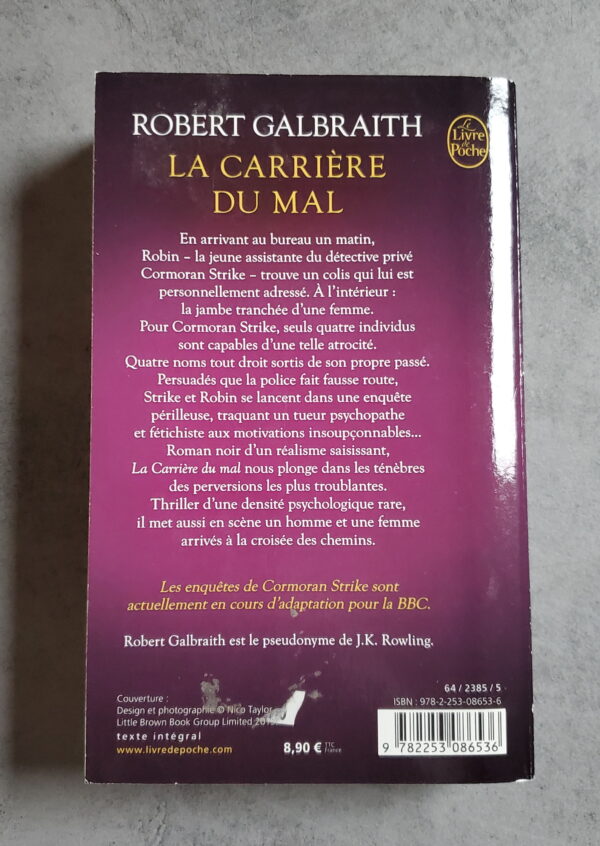 ROBERT GALBRAITH
Le
Livre
de
Poche
LA CARRIÈRE
DU MAL
En arrivant au bureau un matin,
Robin – la jeune assistante du détective privé
Cormoran Strike – trouve un colis qui lui est
personnellement adressé. À l'intérieur :
la jambe tranchée d'une femme.
Pour Cormoran Strike, seuls quatre individus
sont capables d'une telle atrocité.
Quatre noms tout droit sortis de son propre passé.
Persuadés que la police fait fausse route,
Strike et Robin se lancent dans une enquête
périlleuse, traquant un tueur psychopathe
et fétichiste aux motivations insoupçonnables...
Roman noir d'un réalisme saisissant,
La Carrière du mal nous plonge dans les ténèbres
des perversions les plus troublantes.
Thriller d'une densité psychologique rare,
il met aussi en scène un homme et une femme
arrivés à la croisée des chemins.
Les enquêtes de Cormoran Strike sont
actuellement en cours d'adaptation pour la BBC.
Robert Galbraith est le pseudonyme de J.K. Rowling.
Couverture :
Design et photographie © Nico Taylor
Little Brown Book Group Limited
texte intégral
www.livredepoche.com
8,90 € TTC
France
64 / 2385 / 5
ISBN : 978-2-253-08653-6
9 782253 086536